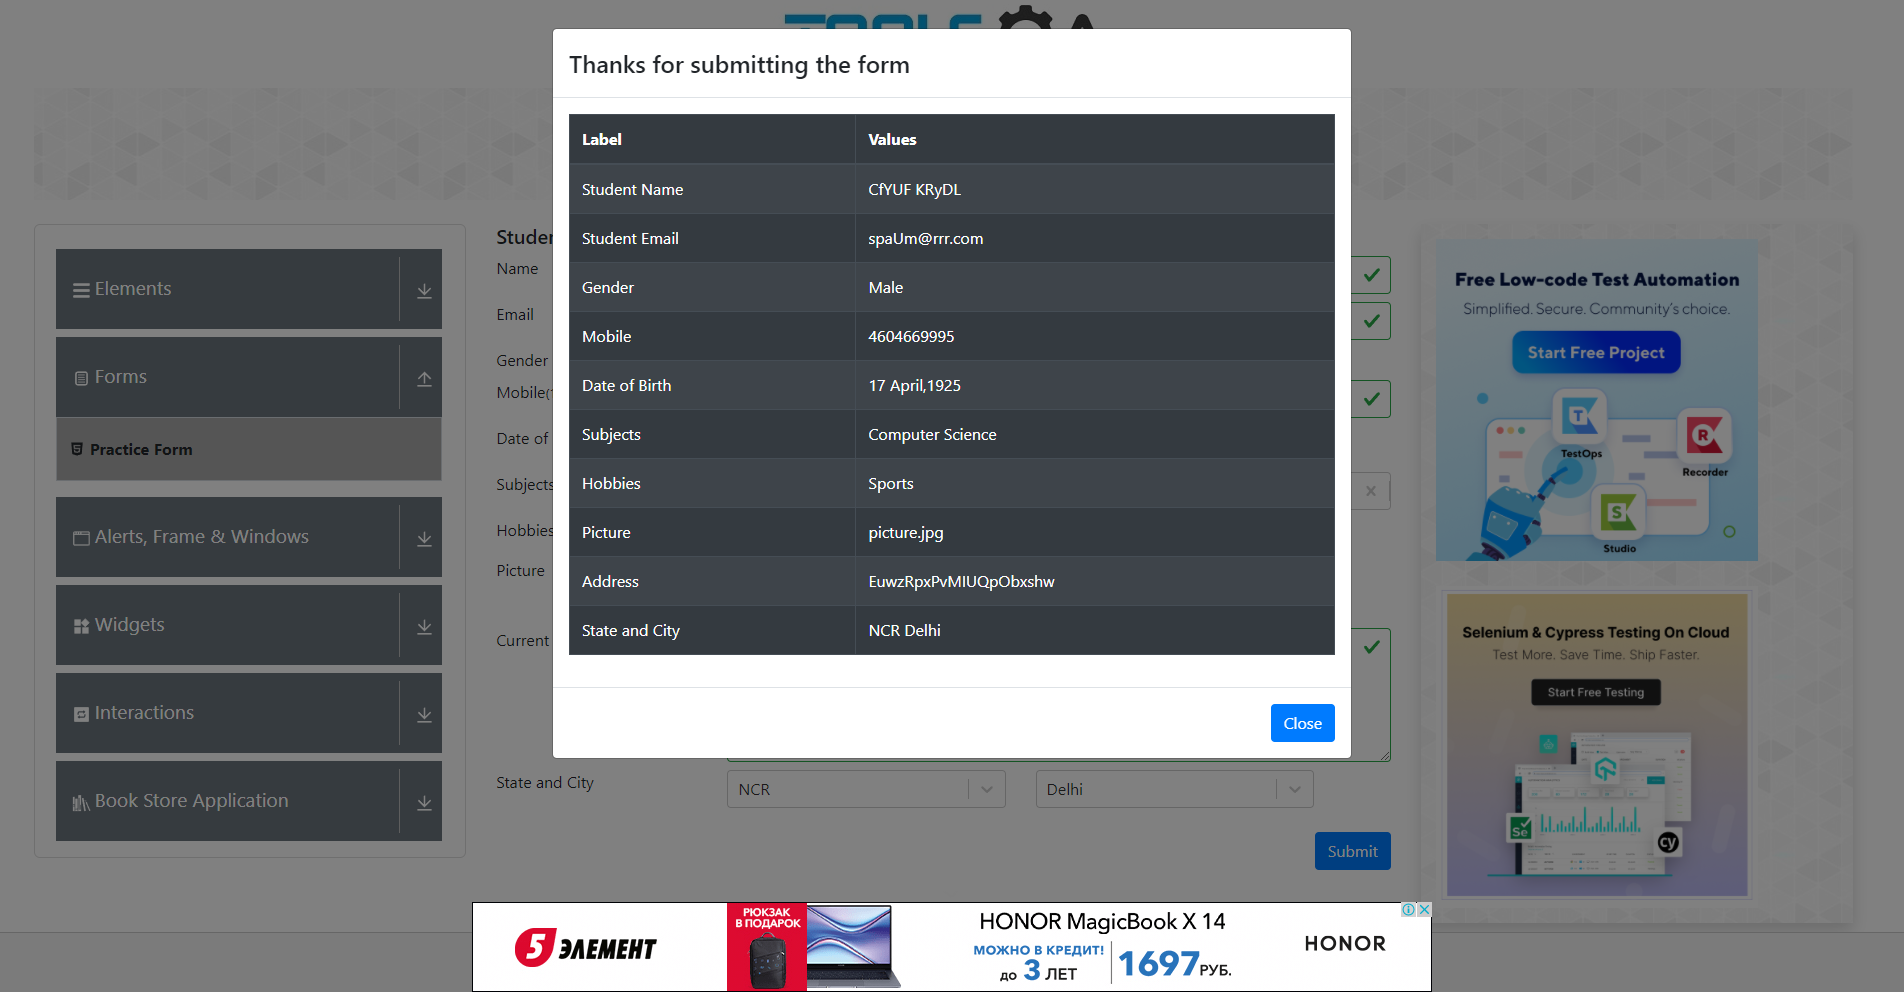 TOOLS QA
Thanks for submitting the form
Label Values
Student Name CfYUF KRyDL
Student Email spaUm@rrr.com
Gender Male
Mobile 4604669995
Date of Birth 17 April,1925
Subjects Computer Science
Hobbies Sports
Picture picture.jpg
Address EuwzRpxPvMIUQpObxshw
State and City NCR Delhi
Close
Elements
Forms
Practice Form
Alerts, Frame & Windows
Widgets
Interactions
Book Store Application
Studen
Name
Email
Gender
Mobile(
Date of
Subjects
Hobbies
Picture
Current
State and City NCR Delhi
Submit
Free Low-code Test Automation
Simplified. Secure. Community's choice.
Start Free Project
T
TestOps
R
Recorder
S
Studio
Selenium & Cypress Testing On Cloud
Test More. Save Time. Ship Faster.
Start Free Testing
Se
cy
5 ЭЛЕМЕНТ
РЮКЗАК
В ПОДАРОК
HONOR MagicBook X 14
МОЖНО В КРЕДИТ!
до 3 ЛЕТ
1697 РУБ.
HONOR